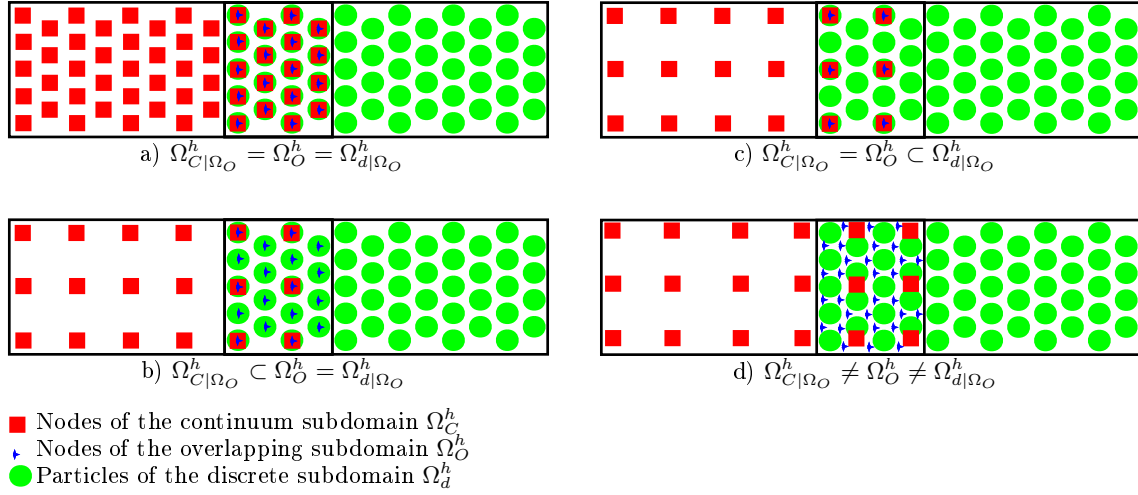 a) $\Omega^h_{C|\Omega_O} = \Omega^h_O = \Omega^h_{d|\Omega_O}$
c) $\Omega^h_{C|\Omega_O} = \Omega^h_O \subset \Omega^h_{d|\Omega_O}$
b) $\Omega^h_{C|\Omega_O} \subset \Omega^h_O = \Omega^h_{d|\Omega_O}$
d) $\Omega^h_{C|\Omega_O} \neq \Omega^h_O \neq \Omega^h_{d|\Omega_O}$
Nodes of the continuum subdomain $\Omega^h_C$
Nodes of the overlapping subdomain $\Omega^h_O$
Particles of the discrete subdomain $\Omega^h_d$